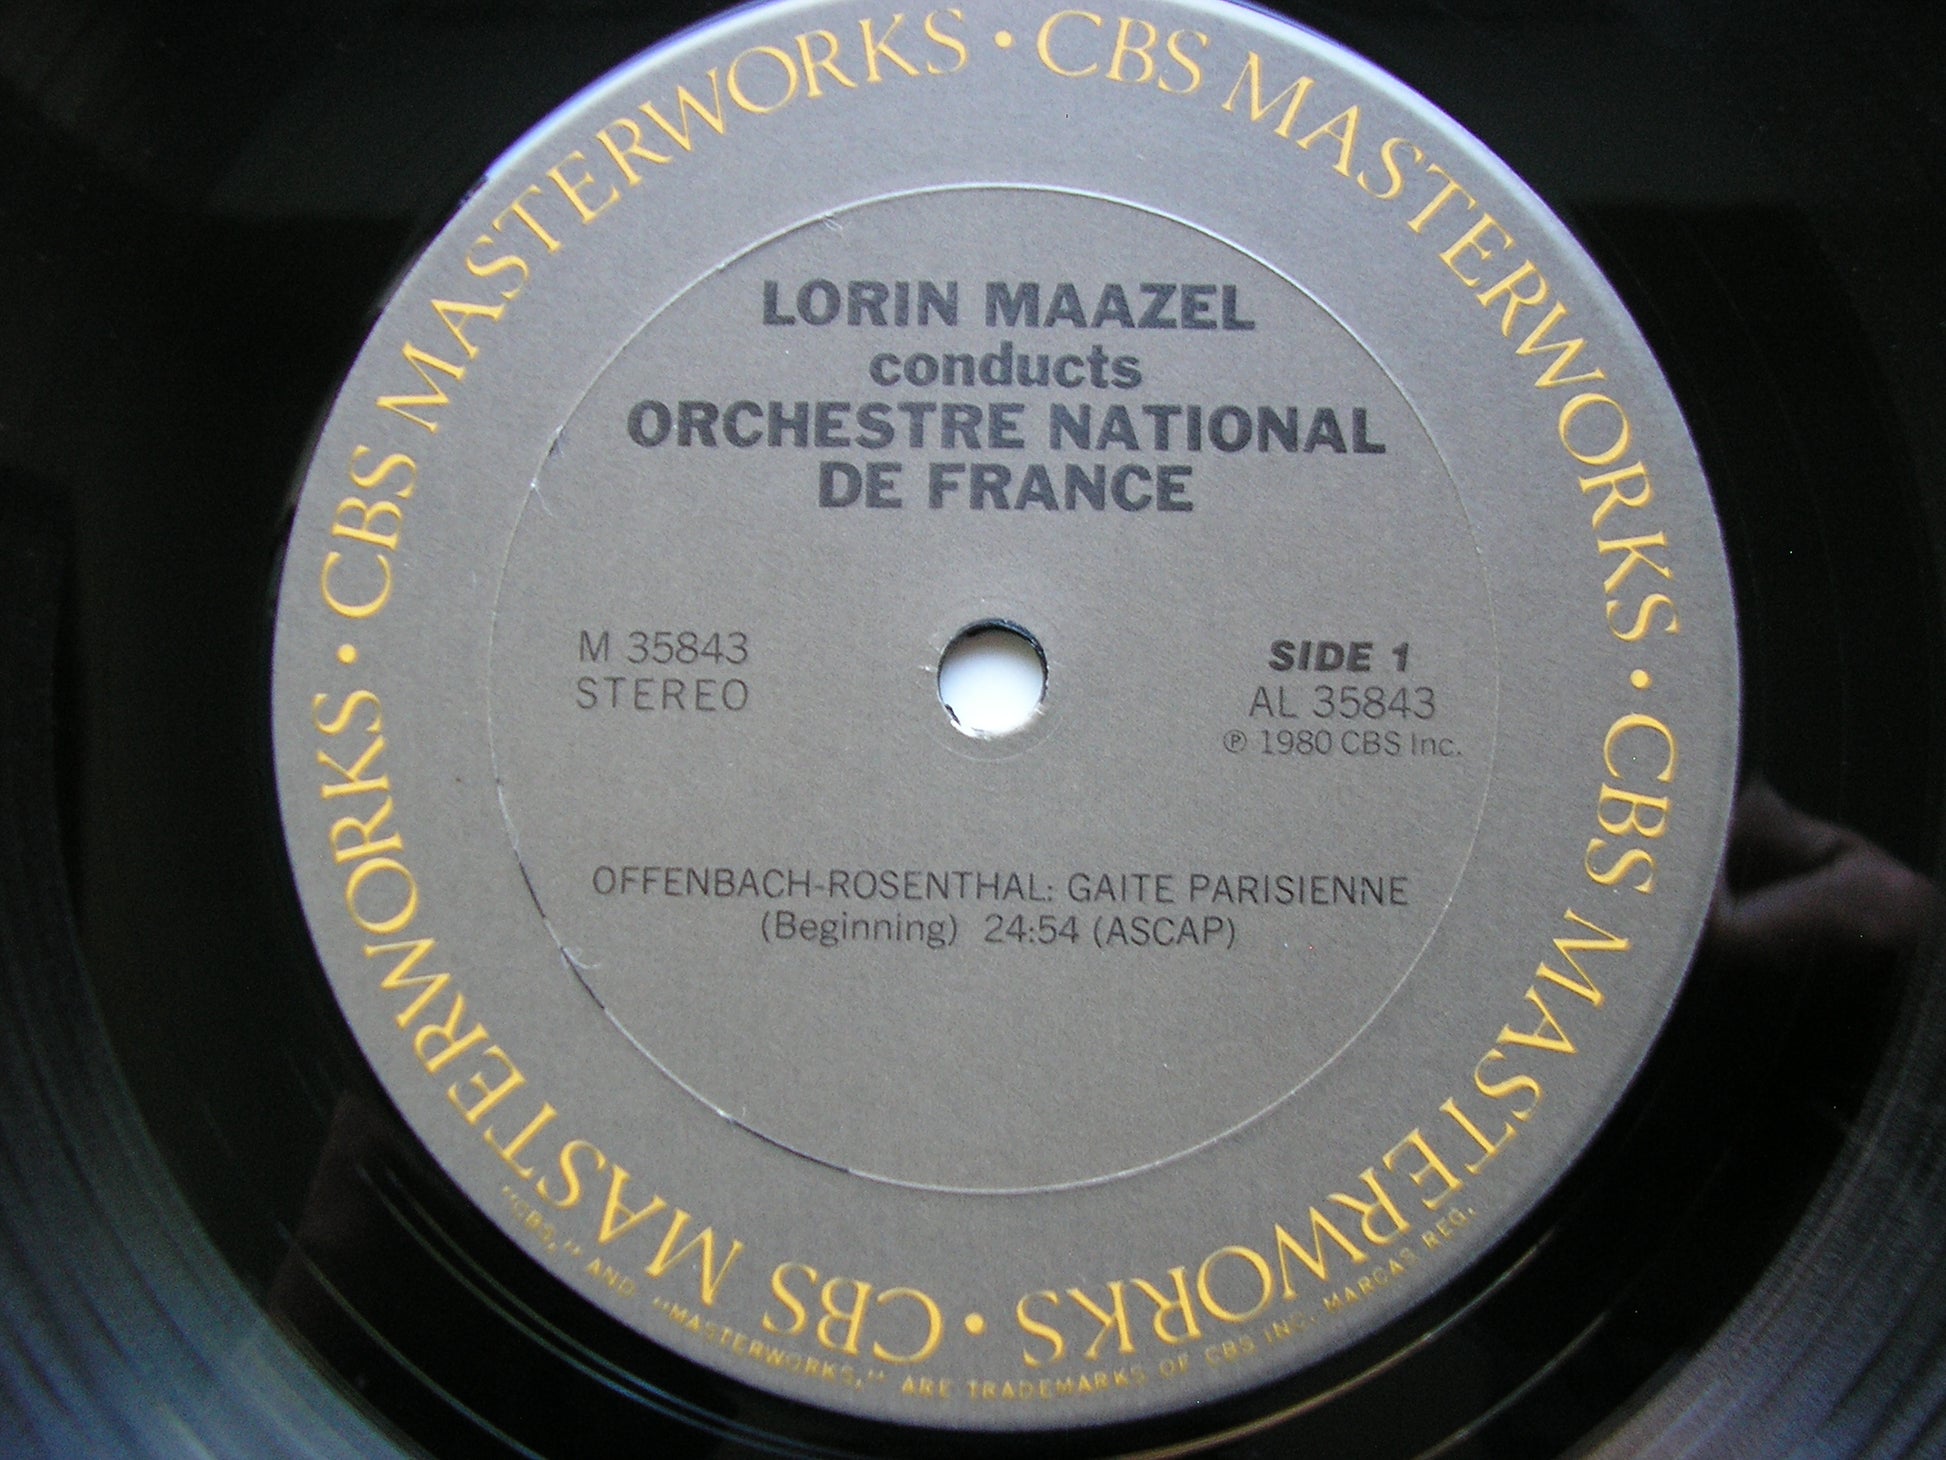 CBS MASTERWORKS • CBS MASTERWORKS • CBS MASTERWORKS • CBS MASTERWORKS •
LORIN MAAZEL
conducts
ORCHESTRE NATIONAL
DE FRANCE
M 35843
STEREO
SIDE 1
AL 35843
℗ 1980 CBS Inc.
OFFENBACH-ROSENTHAL: GAITE PARISIENNE
(Beginning) 24:54 (ASCAP)
"CBS," AND "MASTERWORKS," ARE TRADEMARKS OF CBS INC. MARCAS REG.